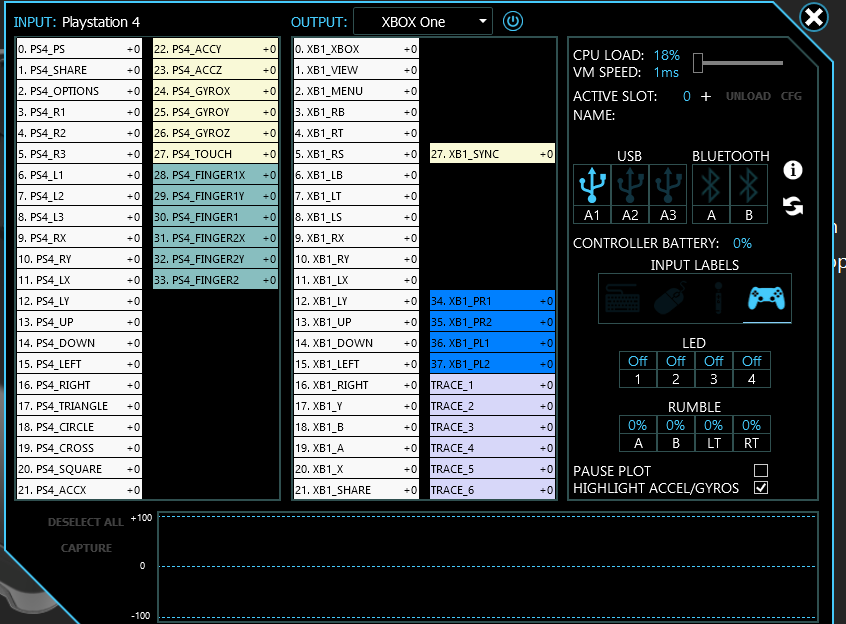 INPUT: Playstation 4
OUTPUT: XBOX One
0. PS4_PS +0
1. PS4_SHARE +0
2. PS4_OPTIONS +0
3. PS4_R1 +0
4. PS4_R2 +0
5. PS4_R3 +0
6. PS4_L1 +0
7. PS4_L2 +0
8. PS4_L3 +0
9. PS4_RX +0
10. PS4_RY +0
11. PS4_LX +0
12. PS4_LY +0
13. PS4_UP +0
14. PS4_DOWN +0
15. PS4_LEFT +0
16. PS4_RIGHT +0
17. PS4_TRIANGLE +0
18. PS4_CIRCLE +0
19. PS4_CROSS +0
20. PS4_SQUARE +0
21. PS4_ACCX +0
22. PS4_ACCY +0
23. PS4_ACCZ +0
24. PS4_GYROX +0
25. PS4_GYROY +0
26. PS4_GYROZ +0
27. PS4_TOUCH +0
28. PS4_FINGER1X +0
29. PS4_FINGER1Y +0
30. PS4_FINGER1 +0
31. PS4_FINGER2X +0
32. PS4_FINGER2Y +0
33. PS4_FINGER2 +0
0. XB1_XBOX +0
1. XB1_VIEW +0
2. XB1_MENU +0
3. XB1_RB +0
4. XB1_RT +0
5. XB1_RS +0
6. XB1_LB +0
7. XB1_LT +0
8. XB1_LS +0
9. XB1_RX +0
10. XB1_RY +0
11. XB1_LX +0
12. XB1_LY +0
13. XB1_UP +0
14. XB1_DOWN +0
15. XB1_LEFT +0
16. XB1_RIGHT +0
17. XB1_Y +0
18. XB1_B +0
19. XB1_A +0
20. XB1_X +0
21. XB1_SHARE +0
27. XB1_SYNC +0
34. XB1_PR1 +0
35. XB1_PR2 +0
36. XB1_PL1 +0
37. XB1_PL2 +0
TRACE_1 +0
TRACE_2 +0
TRACE_3 +0
TRACE_4 +0
TRACE_5 +0
TRACE_6 +0
CPU LOAD: 18%
VM SPEED: 1ms
ACTIVE SLOT: 0 + UNLOAD CFG
NAME:
USB BLUETOOTH
A1 A2 A3 A B
CONTROLLER BATTERY: 0%
INPUT LABELS
LED
Off Off Off Off
1 2 3 4
RUMBLE
0% 0% 0% 0%
A B LT RT
PAUSE PLOT
HIGHLIGHT ACCEL/GYROS
DESELECT ALL
CAPTURE
+100
0
-100